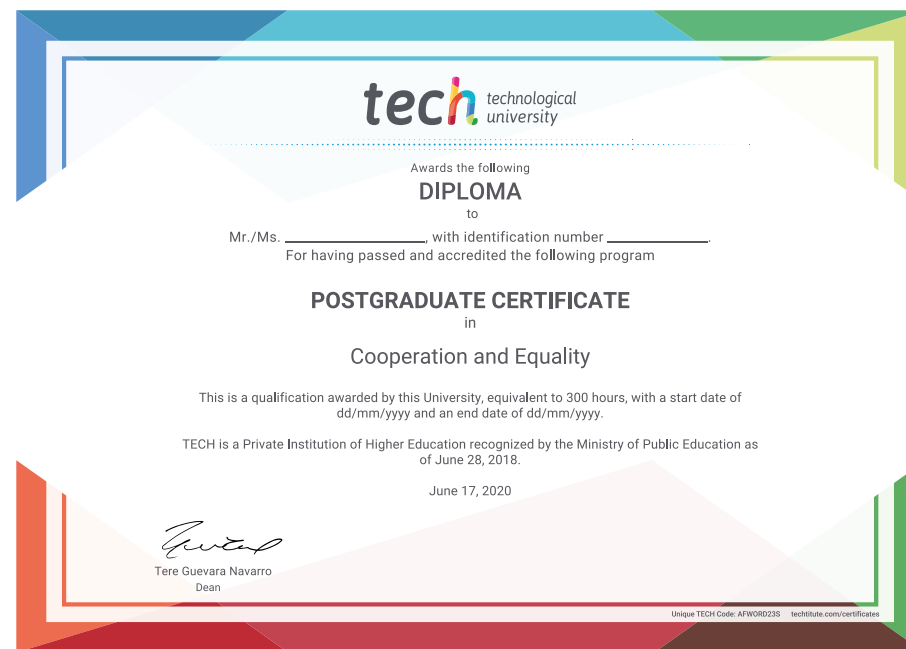 tech technological
university
Awards the following
DIPLOMA
to
Mr./Ms. ____________________, with identification number ______________.
For having passed and accredited the following program
POSTGRADUATE CERTIFICATE
in
Cooperation and Equality
This is a qualification awarded by this University, equivalent to 300 hours, with a start date of
dd/mm/yyyy and an end date of dd/mm/yyyy.
TECH is a Private Institution of Higher Education recognized by the Ministry of Public Education as
of June 28, 2018.
June 17, 2020
Tere Guevara Navarro
Dean
Unique TECH Code: AFWORD23S techtitute.com/certificates